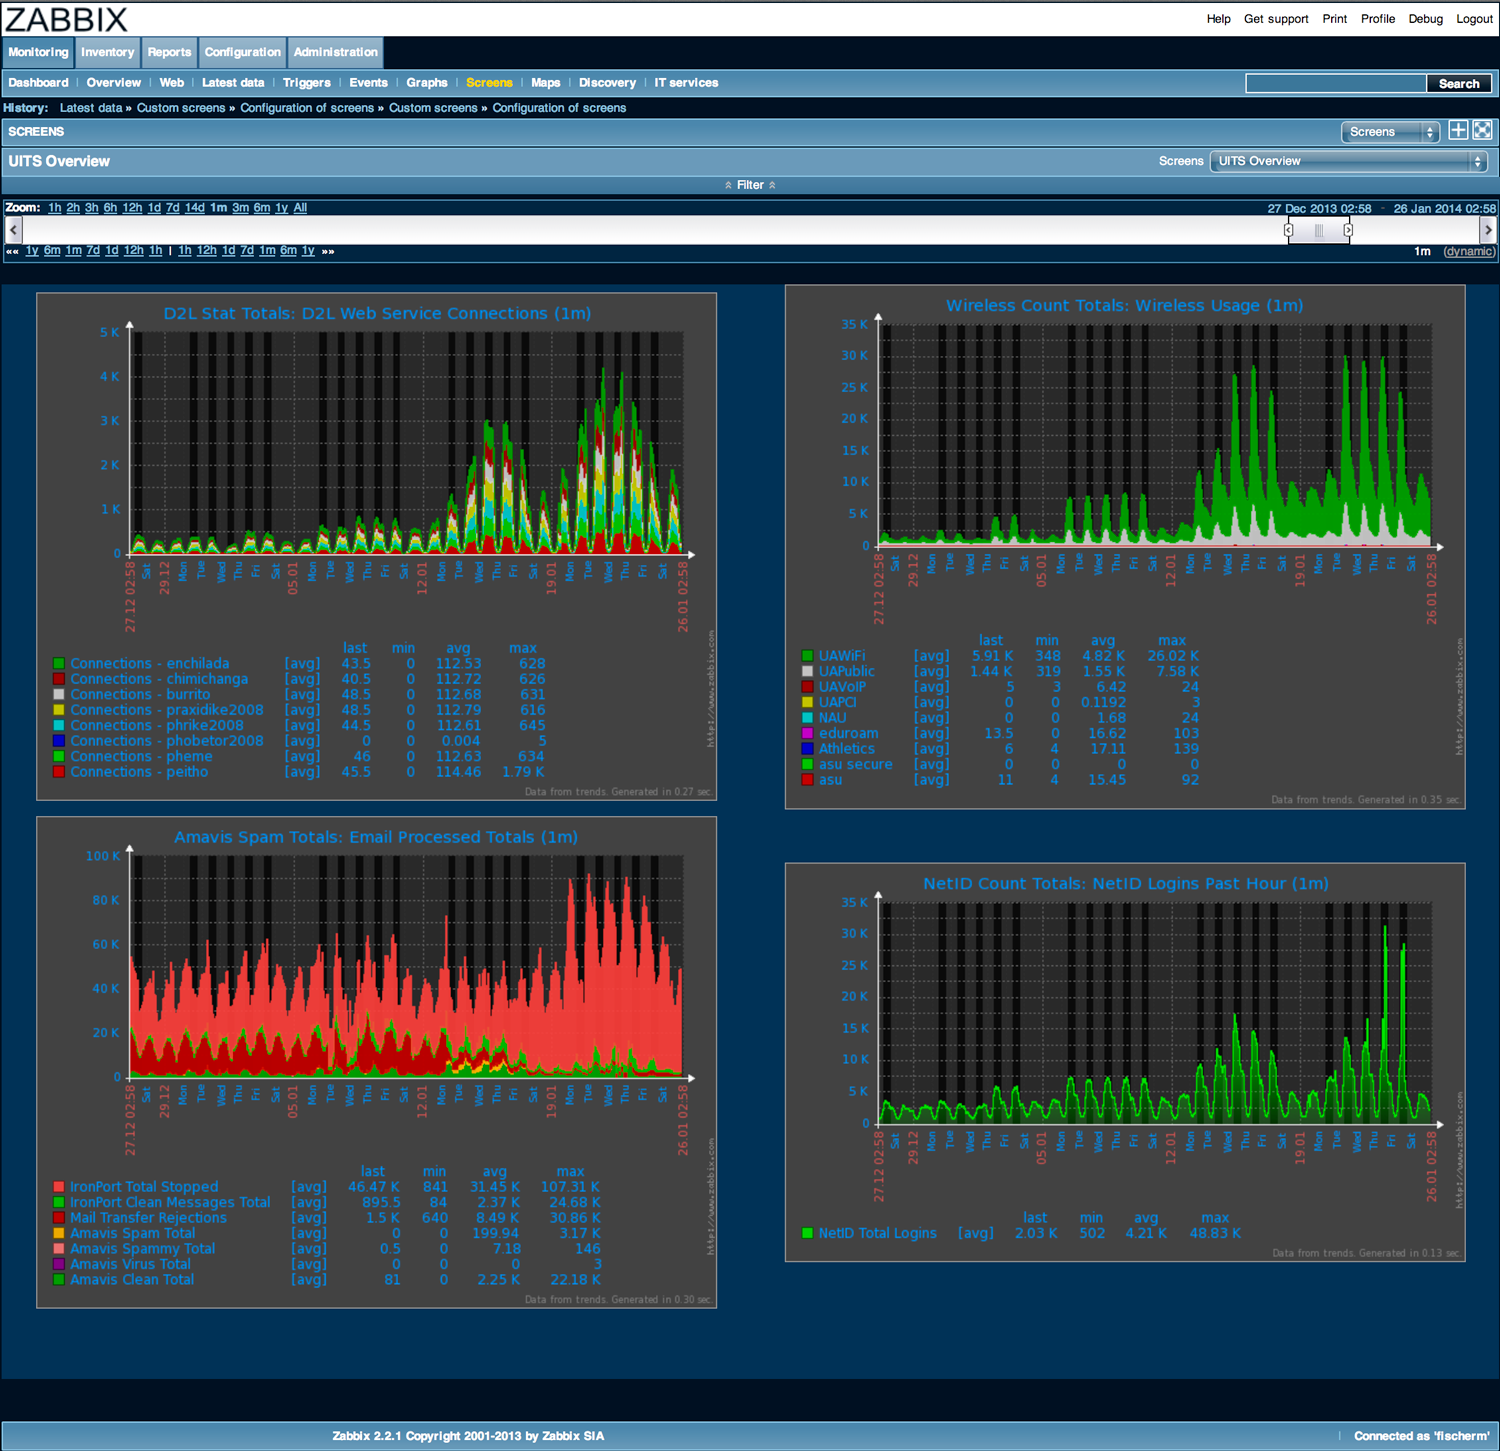 ZABBIX
Help Get support Print Profile Debug Logout
Monitoring Inventory Reports Configuration Administration
Dashboard | Overview | Web | Latest data | Triggers | Events | Graphs | Screens | Maps | Discovery | IT services Search
History: Latest data » Custom screens » Configuration of screens » Custom screens » Configuration of screens
SCREENS Screens
UITS Overview Screens UITS Overview
Filter
Zoom: 1h 2h 3h 6h 12h 1d 7d 14d 1m 3m 6m 1y All 27 Dec 2013 02:58 - 26 Jan 2014 02:58
«« 1y 6m 1m 7d 1d 12h 1h | 1h 12h 1d 7d 1m 6m 1y »» 1m (dynamic)
D2L Stat Totals: D2L Web Service Connections (1m)
5 K
4 K
3 K
2 K
1 K
0
27.12 02:58 Sat 29.12 Mon Tue Wed Thu Fri Sat 05.01 Mon Tue Wed Thu Fri Sat 12.01 Mon Tue Wed Thu Fri Sat 19.01 Mon Tue Wed Thu Fri Sat 26.01 02:58
last min avg max
Connections - enchilada [avg] 43.5 0 112.53 628
Connections - chimichanga [avg] 40.5 0 112.72 626
Connections - burrito [avg] 48.5 0 112.68 631
Connections - praxidike2008 [avg] 48.5 0 112.79 616
Connections - phrike2008 [avg] 44.5 0 112.61 645
Connections - phobetor2008 [avg] 0 0 0.004 5
Connections - pheme [avg] 46 0 112.63 634
Connections - peitho [avg] 45.5 0 114.46 1.79 K
http://www.zabbix.com
Data from trends. Generated in 0.27 sec.
Wireless Count Totals: Wireless Usage (1m)
35 K
30 K
25 K
20 K
15 K
10 K
5 K
0
27.12 02:58 Sat 29.12 Mon Tue Wed Thu Fri Sat 05.01 Mon Tue Wed Thu Fri Sat 12.01 Mon Tue Wed Thu Fri Sat 19.01 Mon Tue Wed Thu Fri Sat 26.01 02:58
last min avg max
UAWiFi [avg] 5.91 K 348 4.82 K 26.02 K
UAPublic [avg] 1.44 K 319 1.55 K 7.58 K
UAVoIP [avg] 5 3 6.42 24
UAPCI [avg] 0 0 0.1192 3
NAU [avg] 0 0 1.68 24
eduroam [avg] 13.5 0 16.62 103
Athletics [avg] 6 4 17.11 139
asu secure [avg] 0 0 0 0
asu [avg] 11 4 15.45 92
http://www.zabbix.com
Data from trends. Generated in 0.35 sec.
Amavis Spam Totals: Email Processed Totals (1m)
100 K
80 K
60 K
40 K
20 K
0
27.12 02:58 Sat 29.12 Mon Tue Wed Thu Fri Sat 05.01 Mon Tue Wed Thu Fri Sat 12.01 Mon Tue Wed Thu Fri Sat 19.01 Mon Tue Wed Thu Fri Sat 26.01 02:58
last min avg max
IronPort Total Stopped [avg] 46.47 K 841 31.45 K 107.31 K
IronPort Clean Messages Total [avg] 895.5 84 2.37 K 24.68 K
Mail Transfer Rejections [avg] 1.5 K 640 8.49 K 30.86 K
Amavis Spam Total [avg] 0 0 199.94 3.17 K
Amavis Spammy Total [avg] 0.5 0 7.18 146
Amavis Virus Total [avg] 0 0 0 3
Amavis Clean Total [avg] 81 0 2.25 K 22.18 K
http://www.zabbix.com
Data from trends. Generated in 0.30 sec.
NetID Count Totals: NetID Logins Past Hour (1m)
35 K
30 K
25 K
20 K
15 K
10 K
5 K
0
27.12 02:58 Sat 29.12 Mon Tue Wed Thu Fri Sat 05.01 Mon Tue Wed Thu Fri Sat 12.01 Mon Tue Wed Thu Fri Sat 19.01 Mon Tue Wed Thu Fri Sat 26.01 02:58
last min avg max
NetID Total Logins [avg] 2.03 K 502 4.21 K 48.83 K
http://www.zabbix.com
Data from trends. Generated in 0.13 sec.
Zabbix 2.2.1 Copyright 2001-2013 by Zabbix SIA | Connected as 'fischerm'